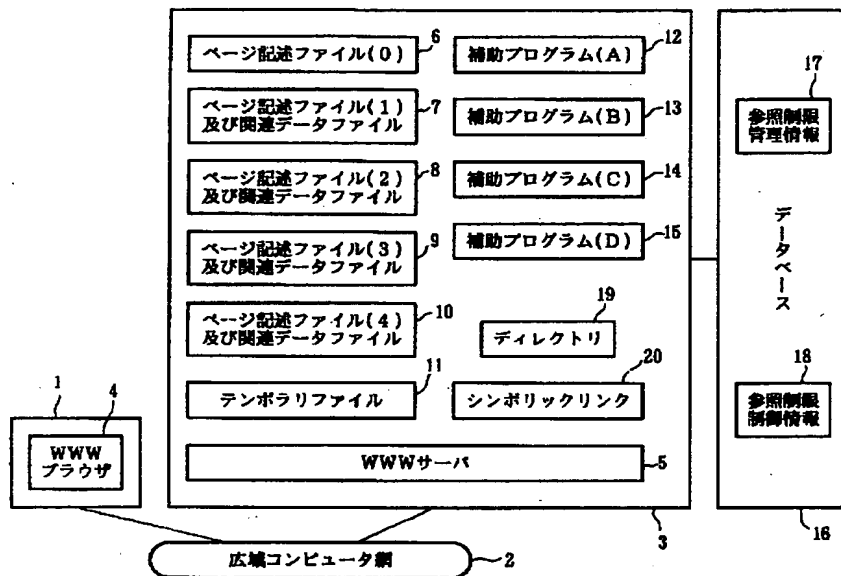 ページ記述ファイル(0)
6
ページ記述ファイル(1)
及び関連データファイル
7
ページ記述ファイル(2)
及び関連データファイル
8
ページ記述ファイル(3)
及び関連データファイル
9
ページ記述ファイル(4)
及び関連データファイル
10
テンポラリファイル
11
補助プログラム(A)
12
補助プログラム(B)
13
補助プログラム(C)
14
補助プログラム(D)
15
ディレクトリ
19
シンボリックリンク
20
WWWサーバ
5
3
1
4
WWW
ブラウザ
広域コンピュータ網
2
17
参照制限
管理情報
データベース
18
参照制限
制御情報
16